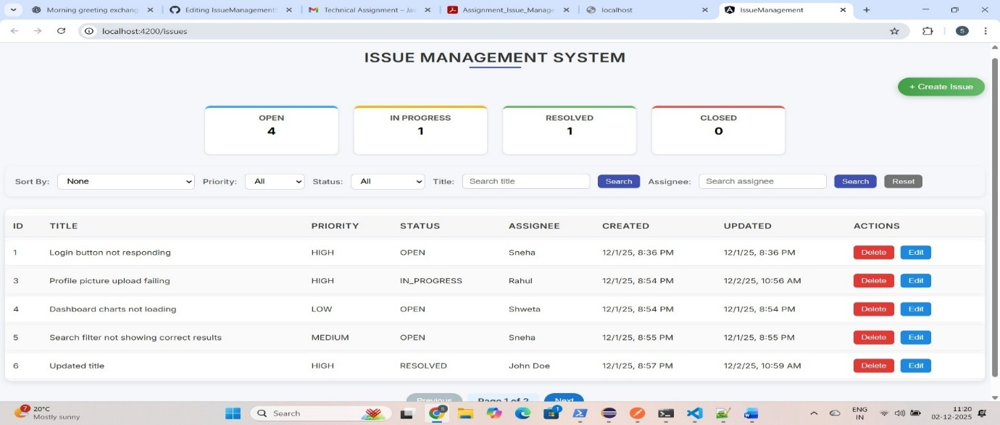 Morning greeting exchang
Editing IssueManagementS
Technical Assignment – Jav
Assignment_Issue_Manage
localhost
IssueManagement
localhost:4200/issues
S
ISSUE MANAGEMENT SYSTEM
+ Create Issue
OPEN IN PROGRESS RESOLVED CLOSED
4 1 1 0
Sort By: None Priority: All Status: All Title: Search title Search Assignee: Search assignee Search Reset
ID TITLE PRIORITY STATUS ASSIGNEE CREATED UPDATED ACTIONS
1 Login button not responding HIGH OPEN Sneha 12/1/25, 8:36 PM 12/1/25, 8:36 PM Delete Edit
3 Profile picture upload failing HIGH IN_PROGRESS Rahul 12/1/25, 8:54 PM 12/2/25, 10:56 AM Delete Edit
4 Dashboard charts not loading LOW OPEN Shweta 12/1/25, 8:54 PM 12/1/25, 8:54 PM Delete Edit
5 Search filter not showing correct results MEDIUM OPEN Sneha 12/1/25, 8:55 PM 12/1/25, 8:55 PM Delete Edit
6 Updated title HIGH RESOLVED John Doe 12/1/25, 8:57 PM 12/2/25, 10:59 AM Delete Edit
Previous Page 1 of 2 Next
7 20°C
Mostly sunny
Search
ENG
IN
11:20
02-12-2025